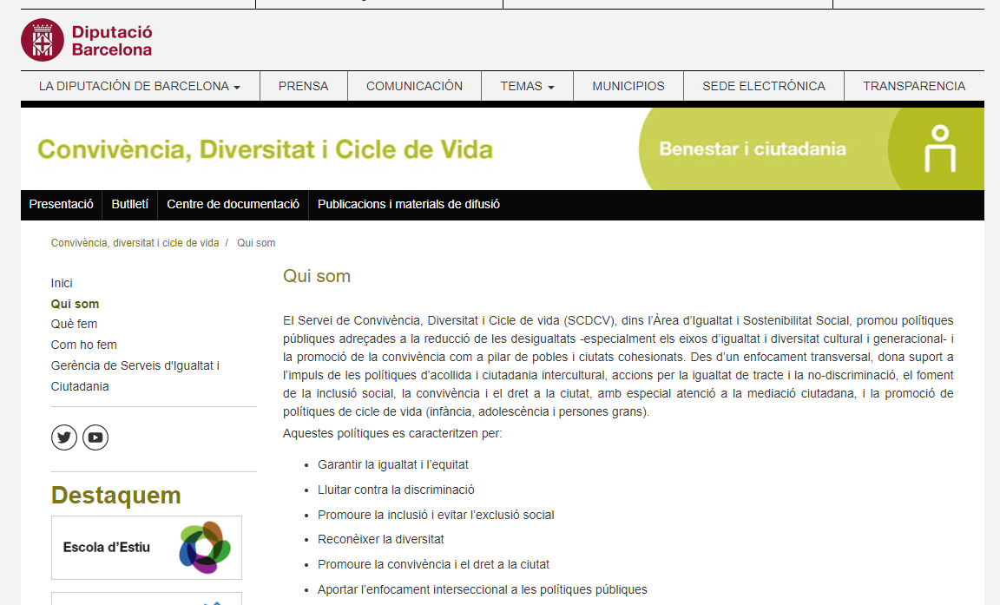 Diputació
Barcelona
LA DIPUTACIÓN DE BARCELONA
PRENSA
COMUNICACIÓN
TEMAS
MUNICIPIOS
SEDE ELECTRÓNICA
TRANSPARENCIA
Convivència, Diversitat i Cicle de Vida
Benestar i ciutadania
Presentació
Butlletí
Centre de documentació
Publicacions i materials de difusió
Convivència, diversitat i cicle de vida / Qui som
Inici
Qui som
Què fem
Com ho fem
Gerència de Serveis d'Igualtat i
Ciutadania
Destaquem
Escola d'Estiu
Qui som
El Servei de Convivència, Diversitat i Cicle de vida (SCDCV), dins l'Àrea d'Igualtat i Sostenibilitat Social, promou polítiques
públiques adreçades a la reducció de les desigualtats -especialment els eixos d'igualtat i diversitat cultural i generacional- i
la promoció de la convivència com a pilar de pobles i ciutats cohesionats. Des d'un enfocament transversal, dona suport a
l'impuls de les polítiques d'acollida i ciutadania intercultural, accions per la igualtat de tracte i la no-discriminació, el foment
de la inclusió social, la convivència i el dret a la ciutat, amb especial atenció a la mediació ciutadana, i la promoció de
polítiques de cicle de vida (infància, adolescència i persones grans).
Aquestes polítiques es caracteritzen per:
• Garantir la igualtat i l'equitat
• Lluitar contra la discriminació
• Promoure la inclusió i evitar l'exclusió social
• Reconèixer la diversitat
• Promoure la convivència i el dret a la ciutat
• Aportar l'enfocament interseccional a les polítiques públiques